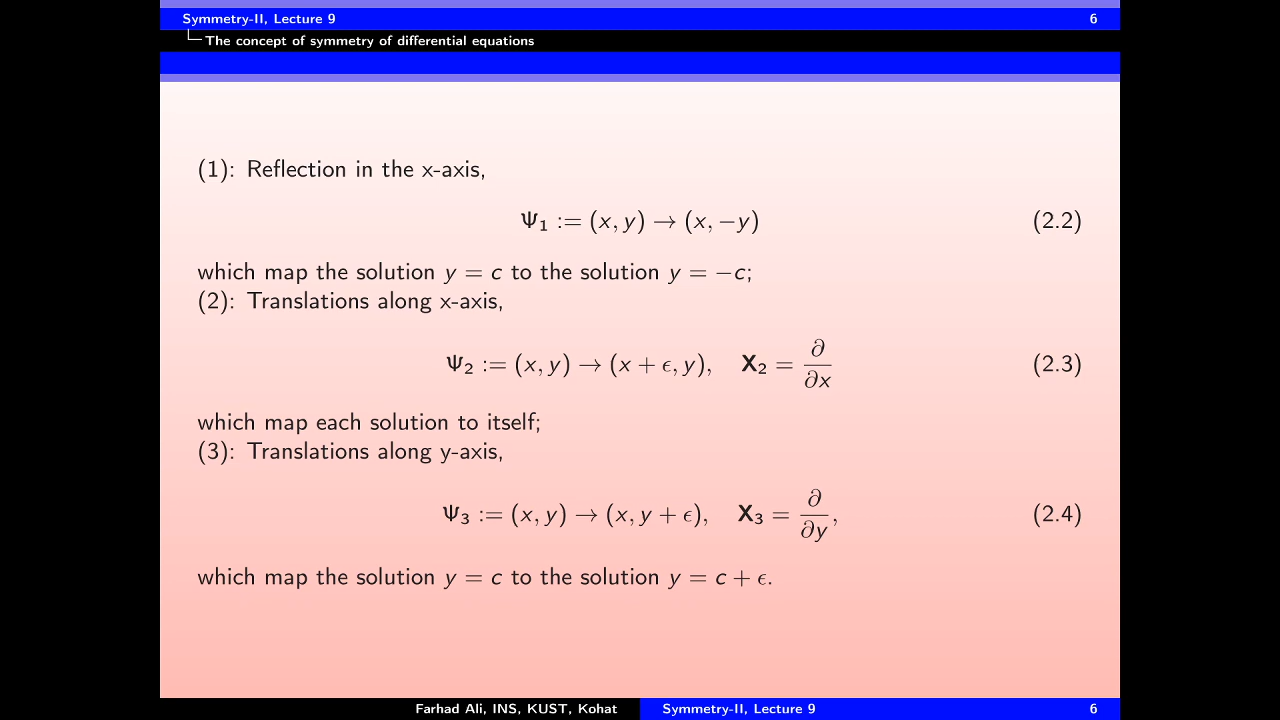 Symmetry-II, Lecture 9 6
The concept of symmetry of differential equations
(1): Reflection in the x-axis,
Ψ₁ := (x, y) → (x, −y) (2.2)
which map the solution y = c to the solution y = −c;
(2): Translations along x-axis,
Ψ₂ := (x, y) → (x + ϵ, y), X₂ = ∂/∂x (2.3)
which map each solution to itself;
(3): Translations along y-axis,
Ψ₃ := (x, y) → (x, y + ϵ), X₃ = ∂/∂y, (2.4)
which map the solution y = c to the solution y = c + ϵ.
Farhad Ali, INS, KUST, Kohat Symmetry-II, Lecture 9 6